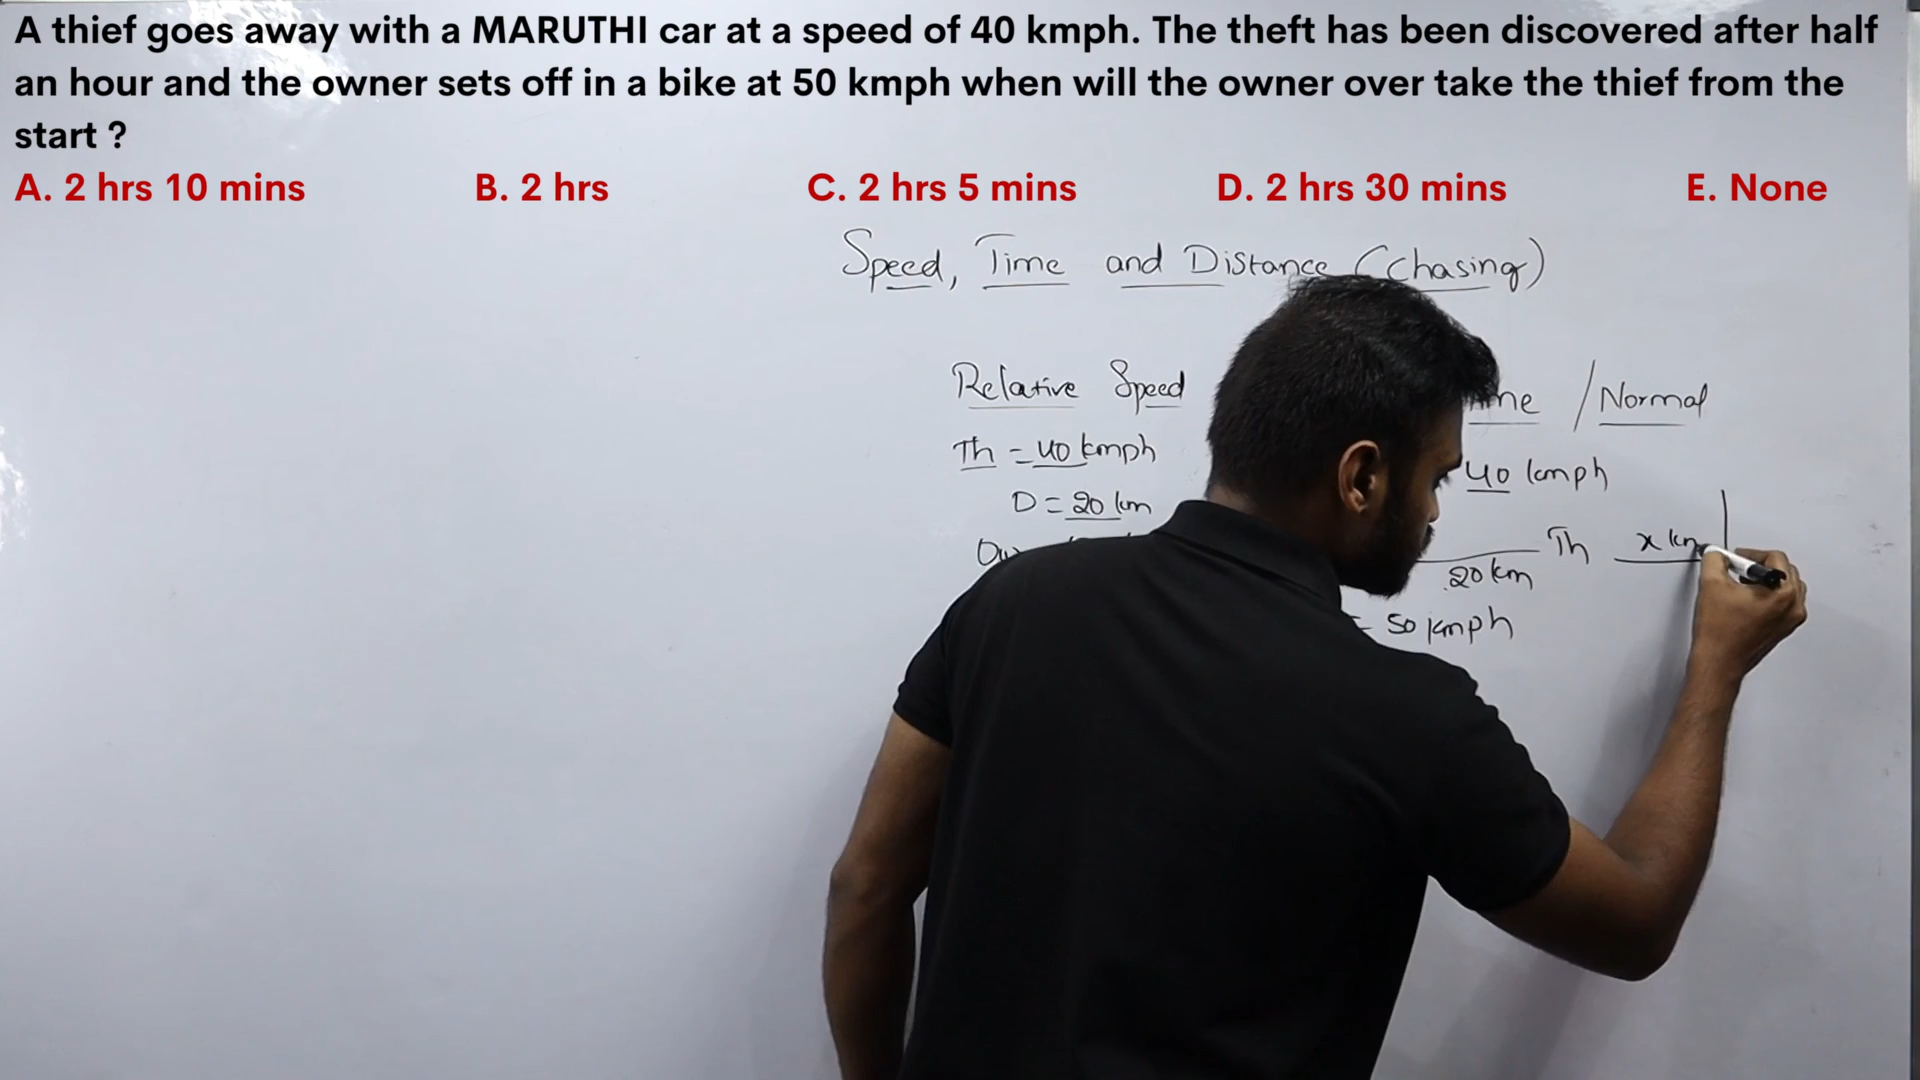 A thief goes away with a MARUTHI car at a speed of 40 kmph. The theft has been discovered after half
an hour and the owner sets off in a bike at 50 kmph when will the owner over take the thief from the
start ?
A. 2 hrs 10 mins B. 2 hrs C. 2 hrs 5 mins D. 2 hrs 30 mins E. None
Speed, Time and Distance (chasing)
Relative Speed
Th = 40 kmph
D = 20 km
/ Normal
40 kmph
Th x km
20 km
= 50 kmph